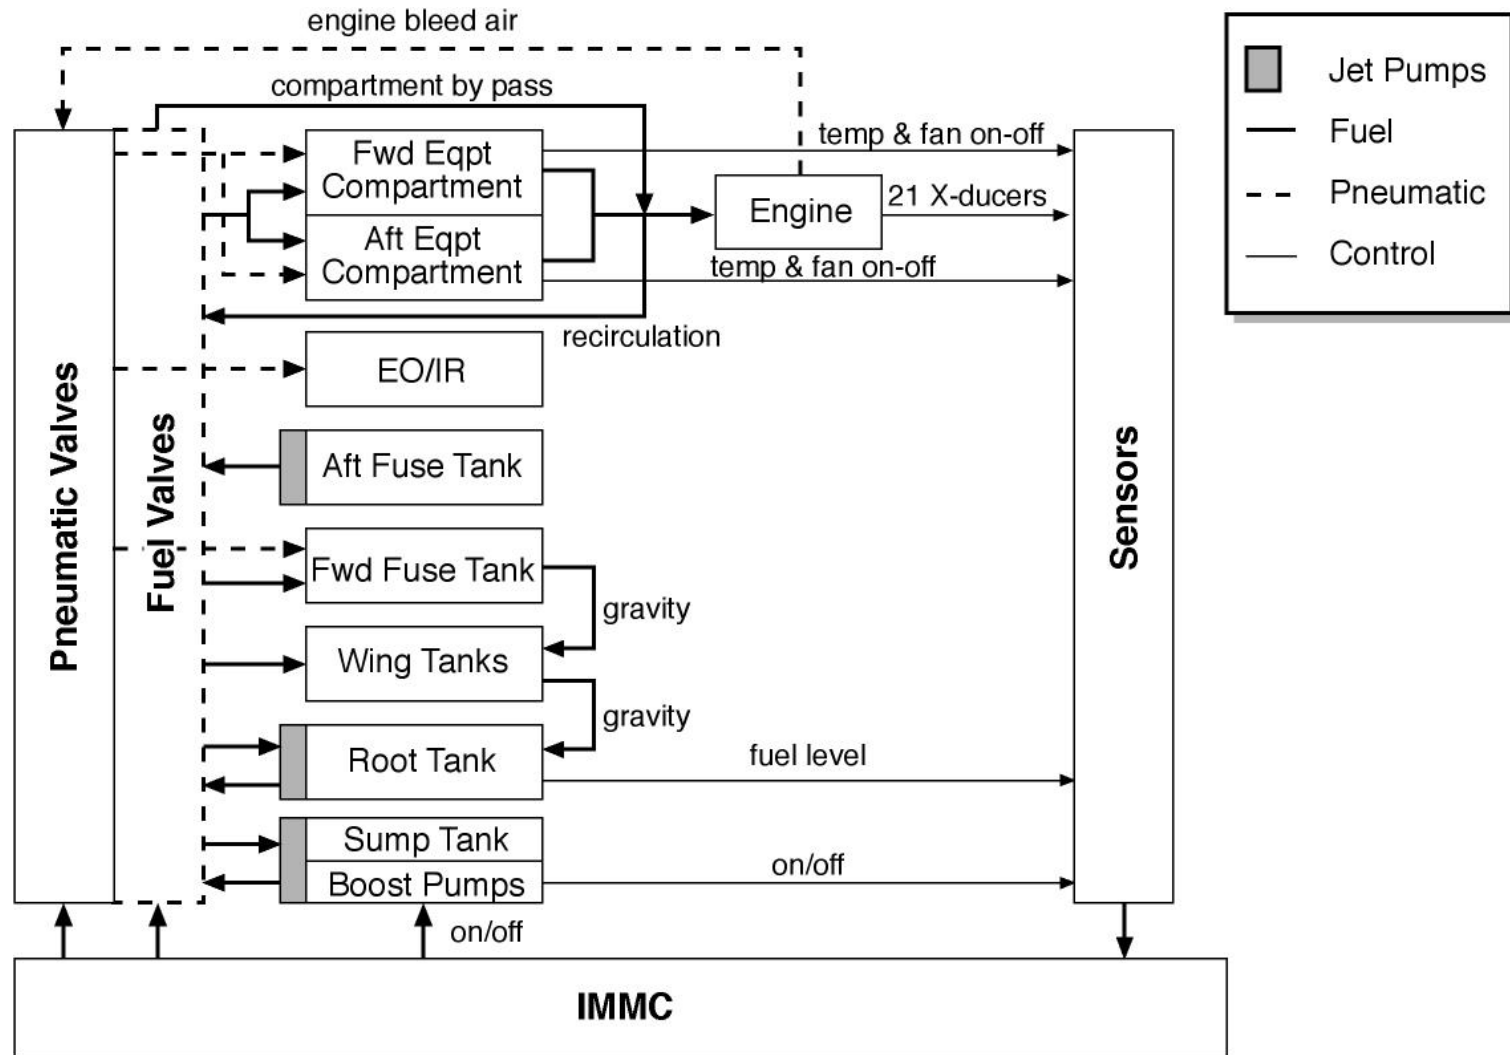 engine bleed air
compartment by pass
Jet Pumps
Fuel
Pneumatic
Control
Fwd Eqpt
Compartment
temp & fan on-off
Engine
21 X-ducers
Aft Eqpt
Compartment
temp & fan on-off
recirculation
EO/IR
Pneumatic Valves
Fuel Valves
Sensors
Aft Fuse Tank
Fwd Fuse Tank
gravity
Wing Tanks
gravity
Root Tank
fuel level
Sump Tank
Boost Pumps
on/off
on/off
IMMC